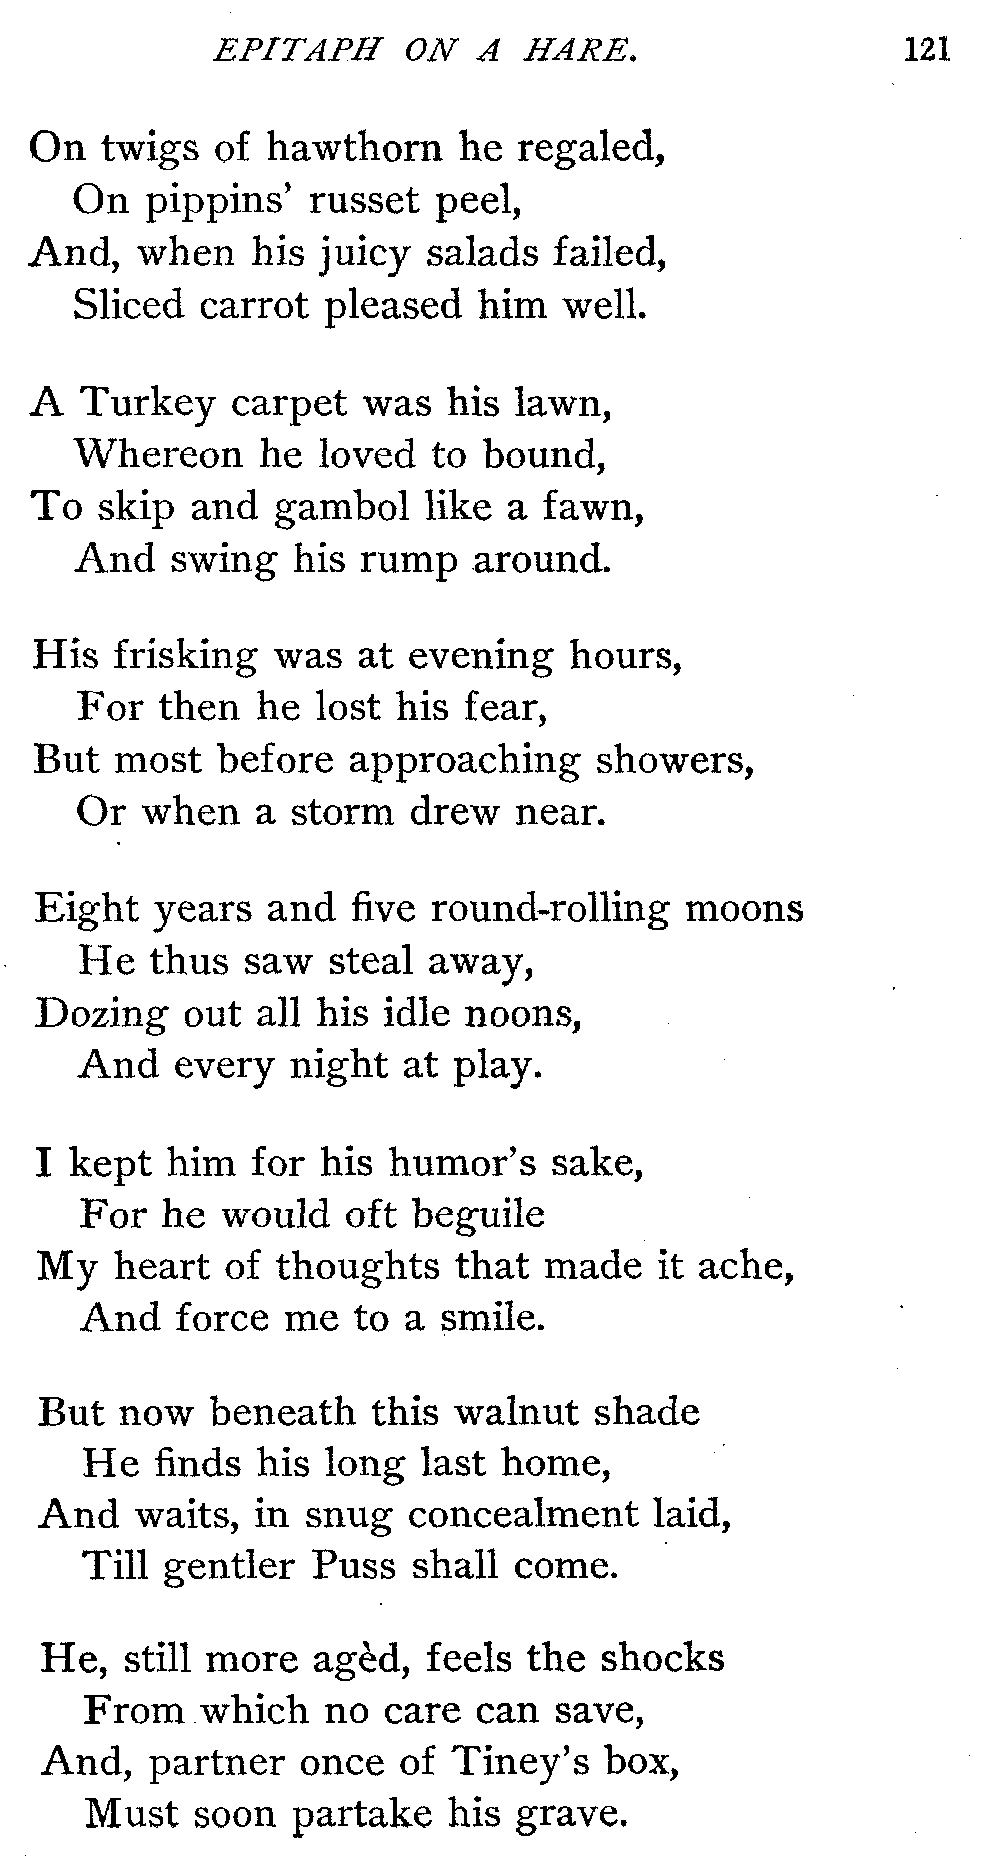 EPITAPH ON A HARE. 121
On twigs of hawthorn he regaled,
On pippins' russet peel,
And, when his juicy salads failed,
Sliced carrot pleased him well.
A Turkey carpet was his lawn,
Whereon he loved to bound,
To skip and gambol like a fawn,
And swing his rump around.
His frisking was at evening hours,
For then he lost his fear,
But most before approaching showers,
Or when a storm drew near.
Eight years and five round-rolling moons
He thus saw steal away,
Dozing out all his idle noons,
And every night at play.
I kept him for his humor's sake,
For he would oft beguile
My heart of thoughts that made it ache,
And force me to a smile.
But now beneath this walnut shade
He finds his long last home,
And waits, in snug concealment laid,
Till gentler Puss shall come.
He, still more agèd, feels the shocks
From which no care can save,
And, partner once of Tiney's box,
Must soon partake his grave.